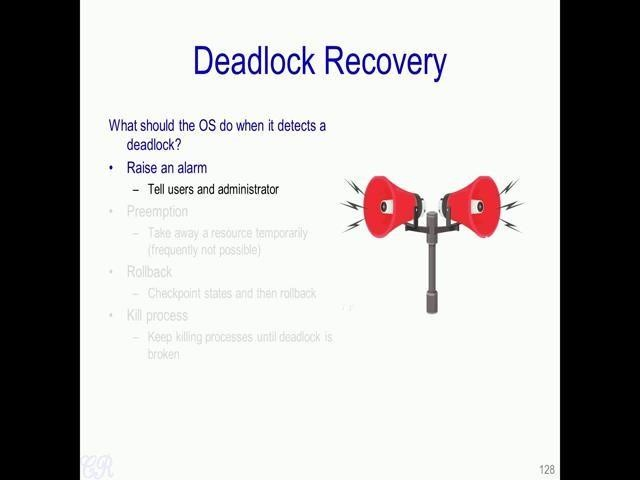 Deadlock Recovery
What should the OS do when it detects a
deadlock?
• Raise an alarm
– Tell users and administrator
• Preemption
– Take away a resource temporarily
(frequently not possible)
• Rollback
– Checkpoint states and then rollback
• Kill process
– Keep killing processes until deadlock is
broken
CR
128